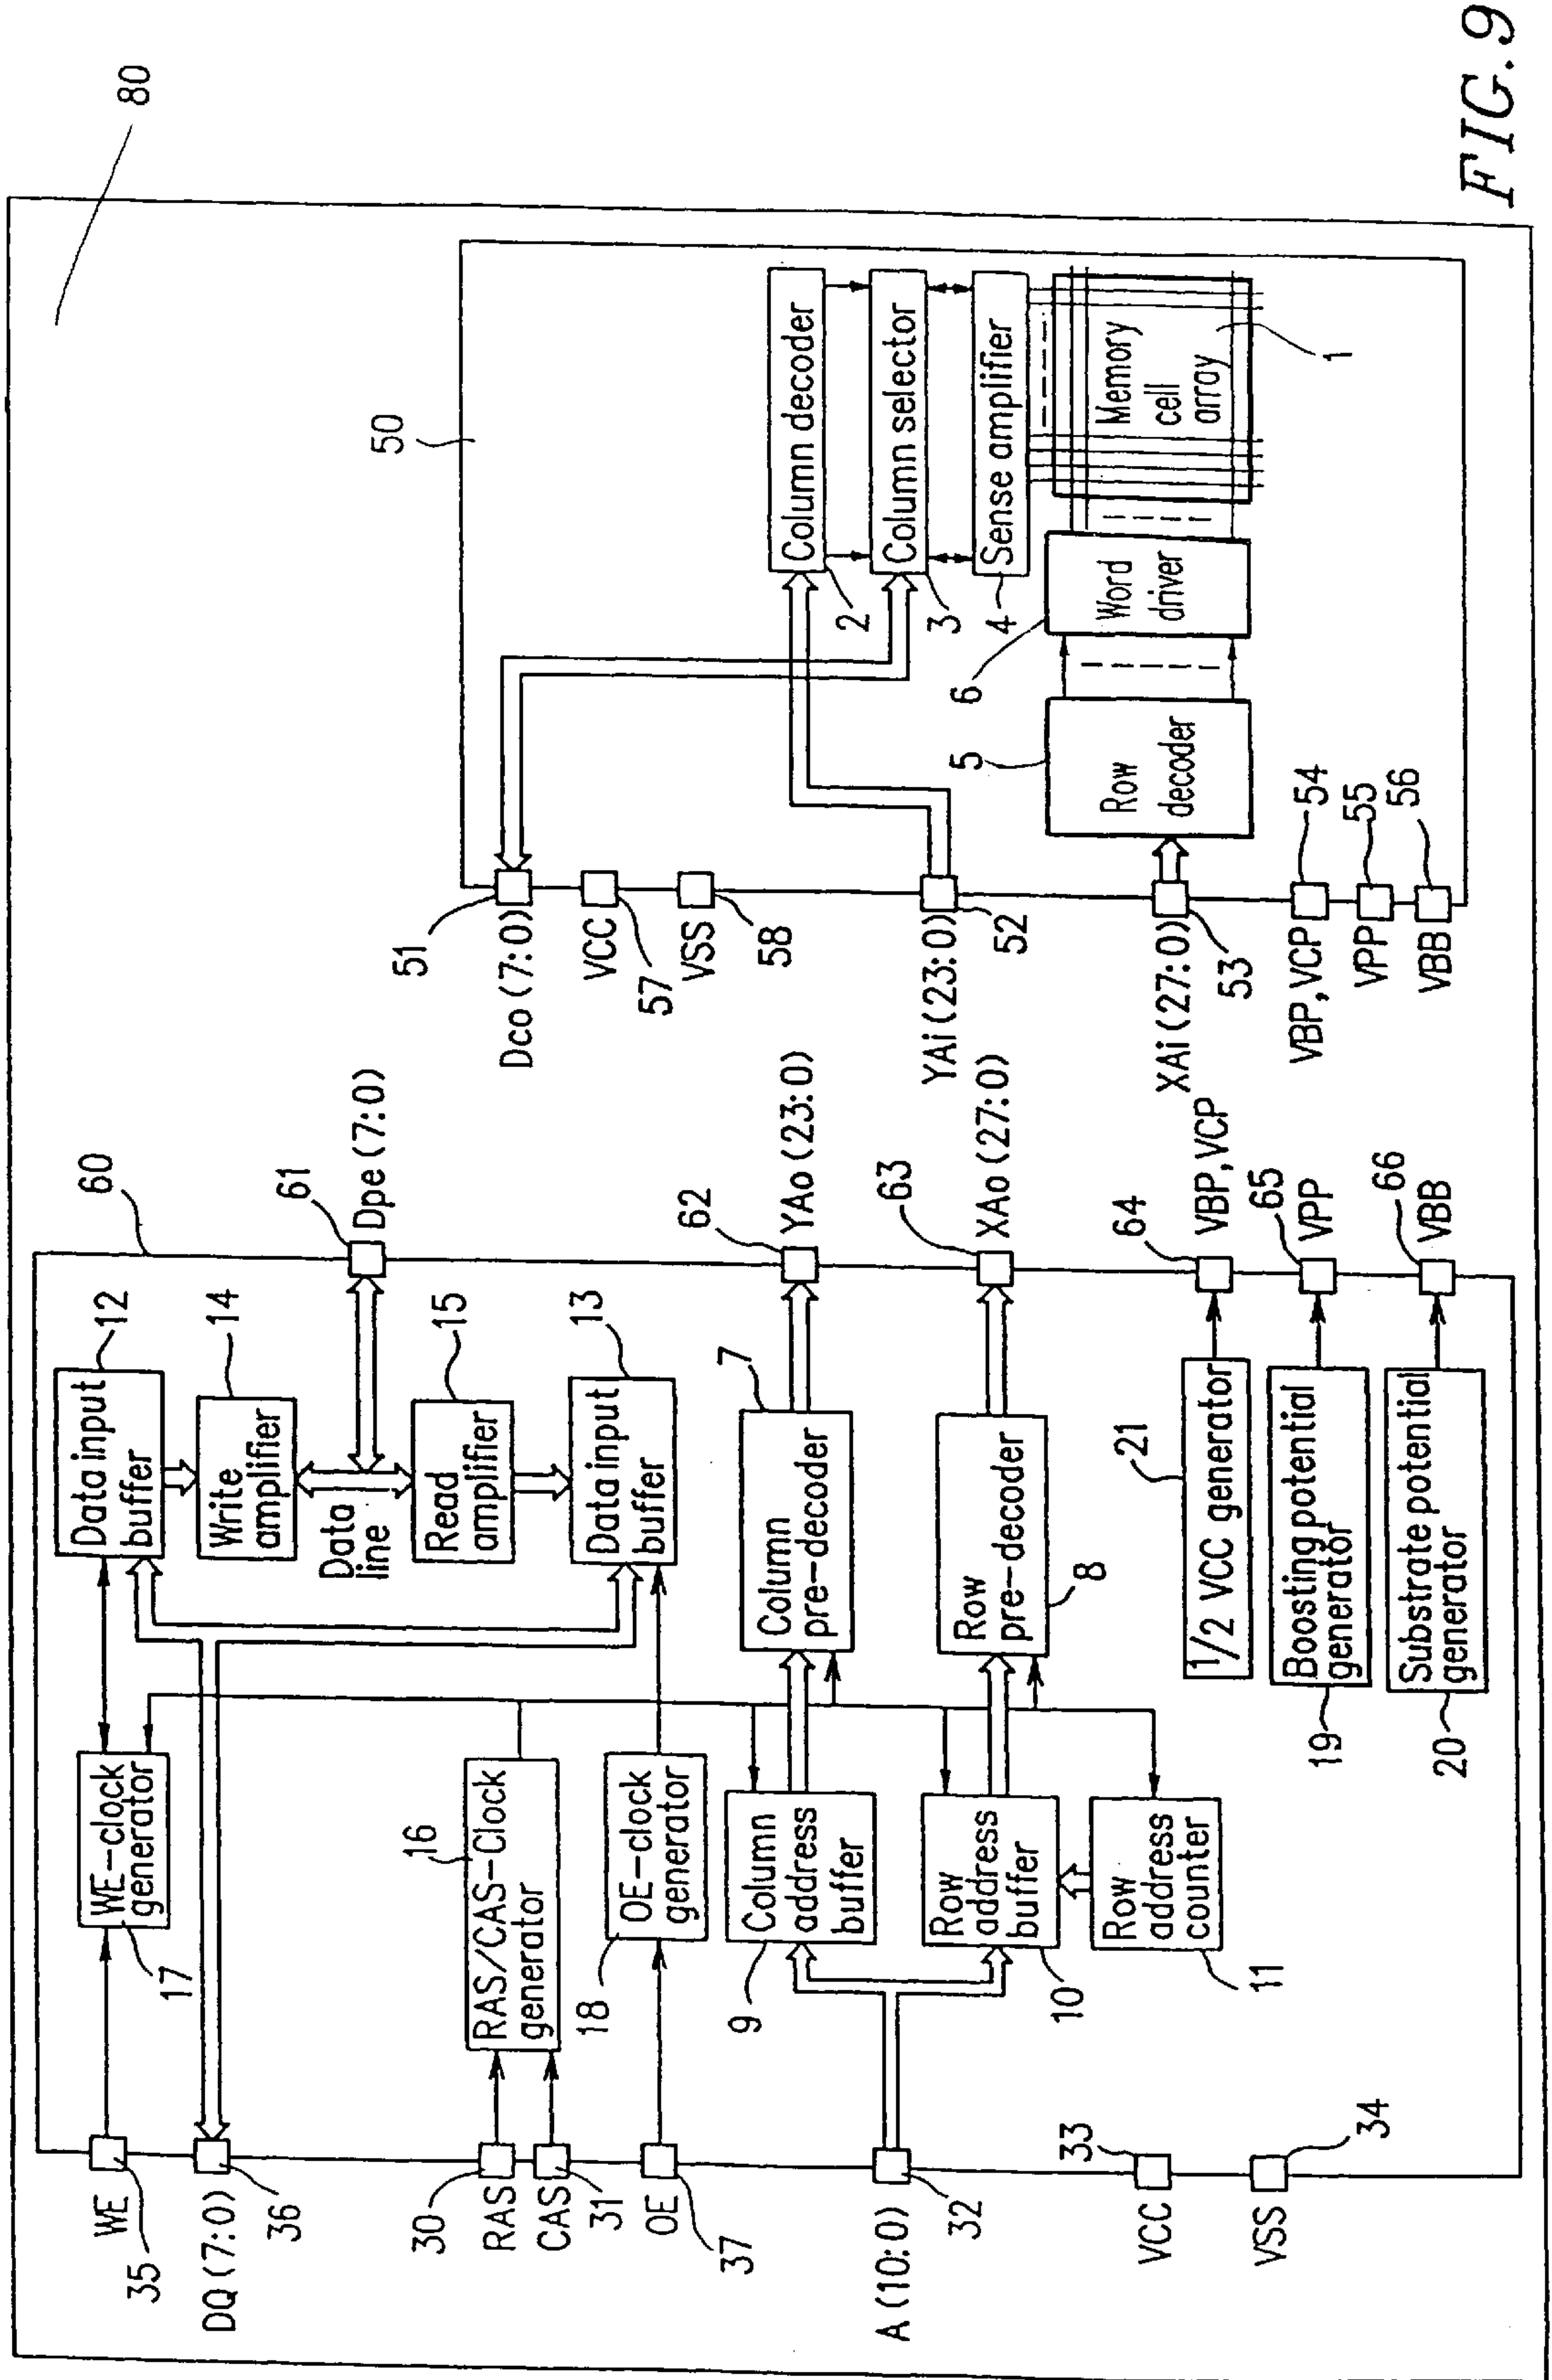 80
60
WE
35
17
WE-clock
generator
12
Data input
buffer
14
Write
amplifier
Data
line
61
Dpe (7:0)
15
Read
amplifier
13
Data input
buffer
DQ (7:0)
36
30
RAS
CAS
31
16
RAS/CAS-Clock
generator
OE
37
18
OE-clock
generator
A (10:0)
32
9
Column
address
buffer
7
Column
pre-decoder
62
YAo (23:0)
10
Row
address
buffer
8
Row
pre-decoder
63
XAo (27:0)
11
Row
address
counter
VCC
33
VSS
34
21
1/2 VCC generator
64
VBP,VCP
19
Boosting potential
generator
65
VPP
20
Substrate potential
generator
66
VBB
50
51
Dco (7:0)
VCC
57
VSS
58
YAi (23:0)
52
XAi (27:0)
53
VBP,VCP
54
VPP
55
VBB
56
Column decoder
2
Column selector
3
Sense amplifier
4
5
Row
decoder
6
Word
driver
Memory
cell
array
1
FIG.9